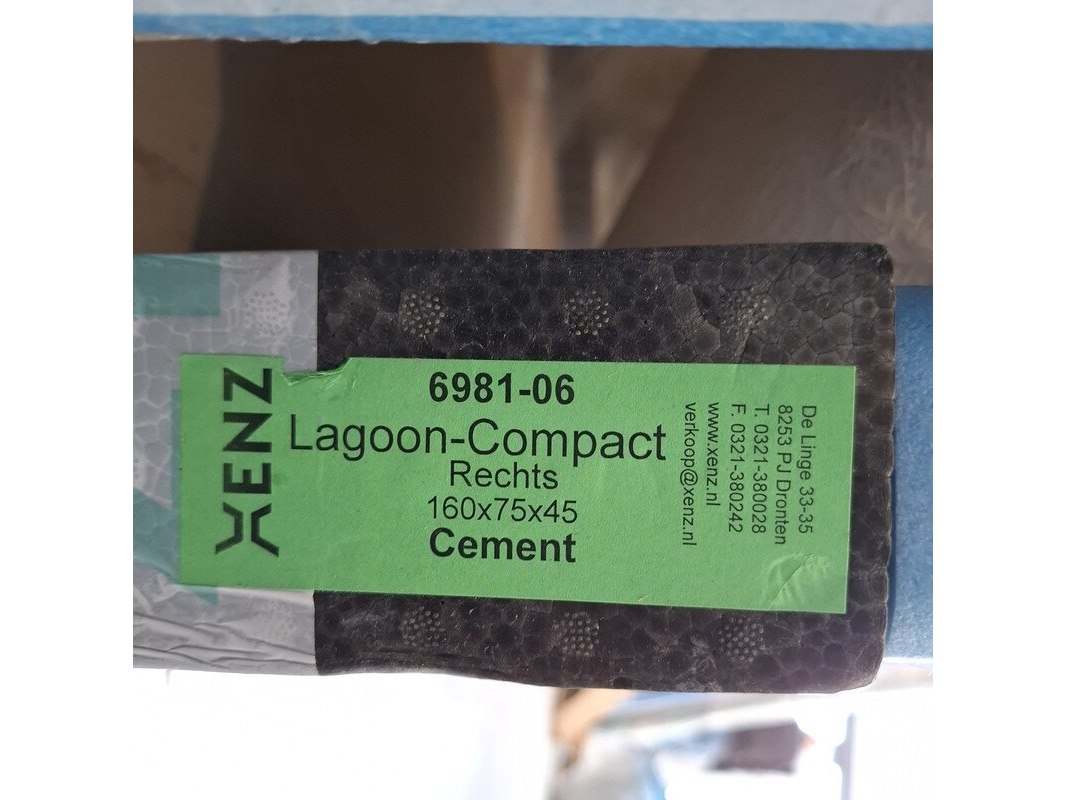 XENZ
6981-06
Lagoon-Compact
Rechts
160x75x45
Cement
De Linge 33-35
8253 PJ Dronten
T. 0321-380028
F. 0321-380242
www.xenz.nl
verkoop@xenz.nl